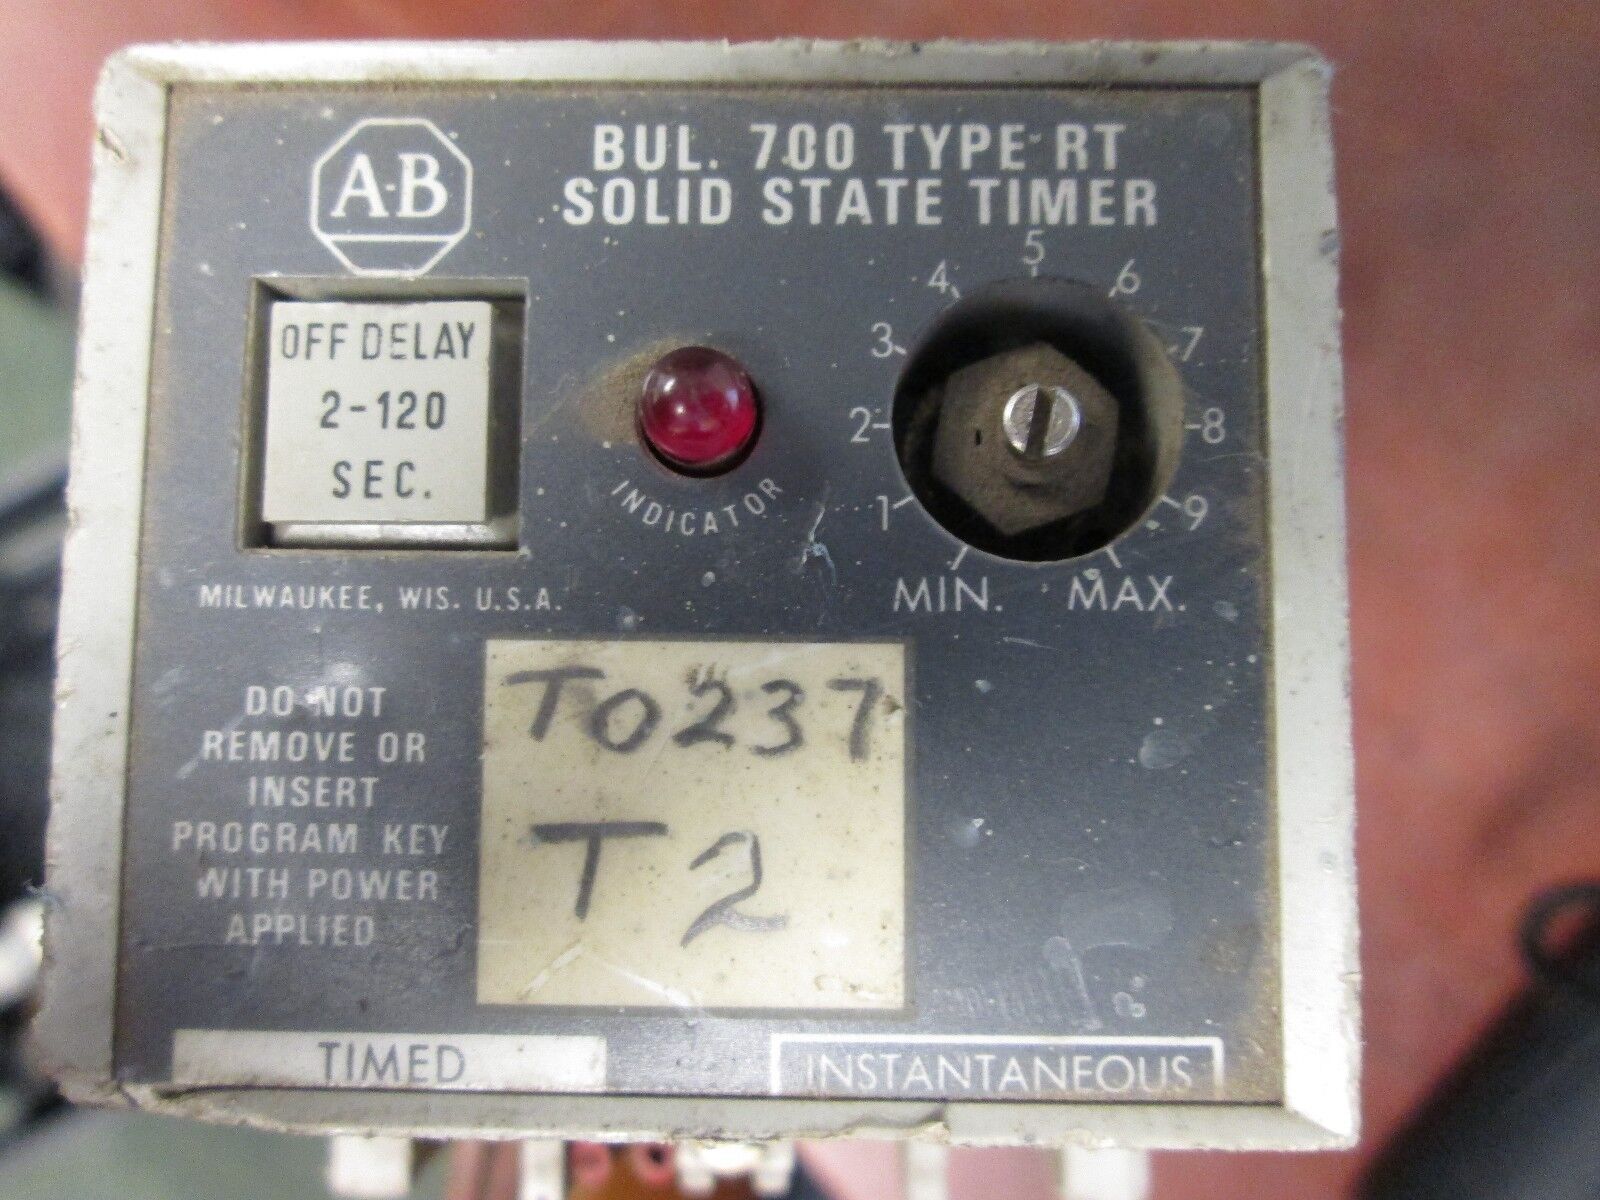 A-B
BUL. 700 TYPE RT
SOLID STATE TIMER
OFF DELAY
2-120
SEC.
INDICATOR
5
4 6
3 7
2 8
1 9
MIN. MAX.
MILWAUKEE, WIS. U.S.A.
DO NOT
REMOVE OR
INSERT
PROGRAM KEY
WITH POWER
APPLIED
T0237
T2
TIMED
INSTANTANEOUS